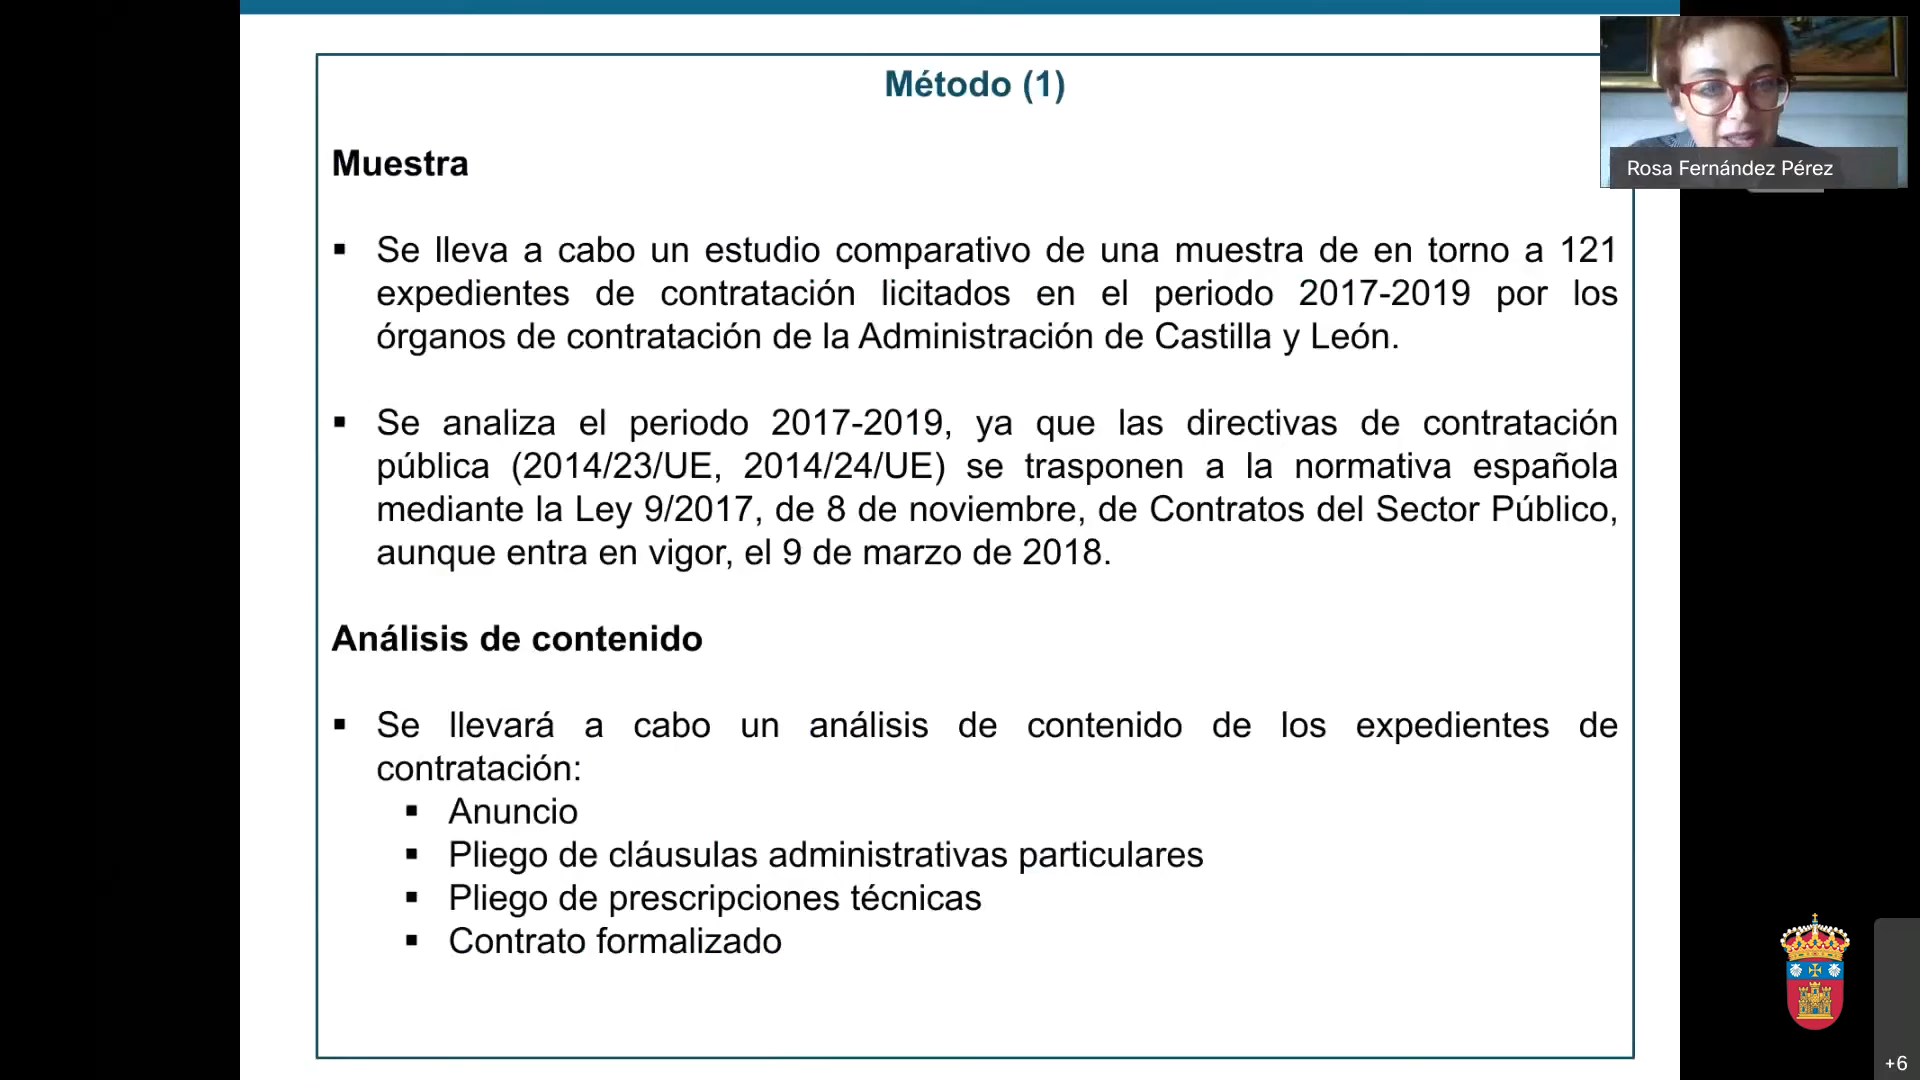 Método (1)
Rosa Fernández Pérez
Muestra
▪ Se lleva a cabo un estudio comparativo de una muestra de en torno a 121
expedientes de contratación licitados en el periodo 2017-2019 por los
órganos de contratación de la Administración de Castilla y León.
▪ Se analiza el periodo 2017-2019, ya que las directivas de contratación
pública (2014/23/UE, 2014/24/UE) se trasponen a la normativa española
mediante la Ley 9/2017, de 8 de noviembre, de Contratos del Sector Público,
aunque entra en vigor, el 9 de marzo de 2018.
Análisis de contenido
▪ Se llevará a cabo un análisis de contenido de los expedientes de
contratación:
▪ Anuncio
▪ Pliego de cláusulas administrativas particulares
▪ Pliego de prescripciones técnicas
▪ Contrato formalizado
+6